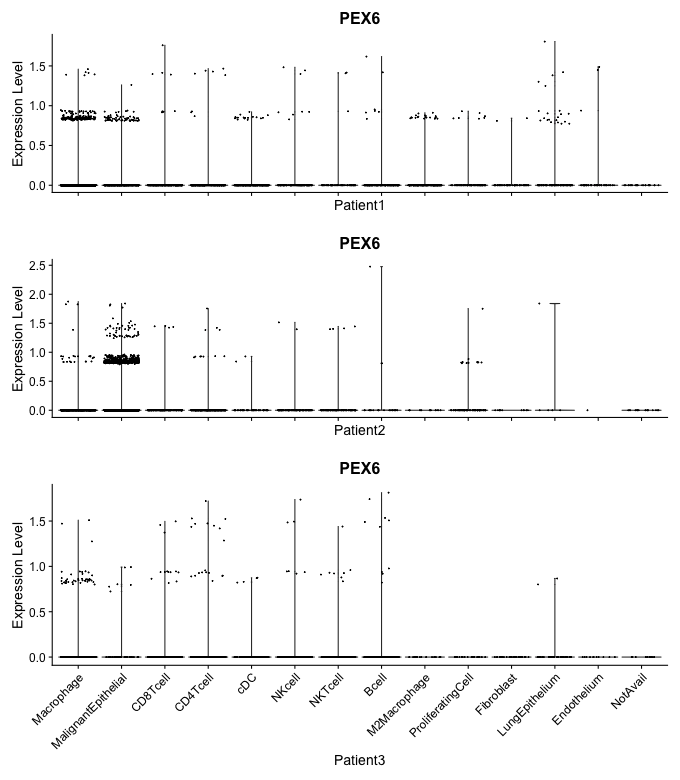 PEX6
Expression Level
1.5
1.0
0.5
0.0
Patient1
PEX6
Expression Level
2.5
2.0
1.5
1.0
0.5
0.0
Patient2
PEX6
Expression Level
1.5
1.0
0.5
0.0
Macrophage
MalignantEpithelial
CD8Tcell
CD4Tcell
cDC
NKcell
NKTcell
Bcell
M2Macrophage
ProliferatingCell
Fibroblast
LungEpithelium
Endothelium
NotAvail
Patient3